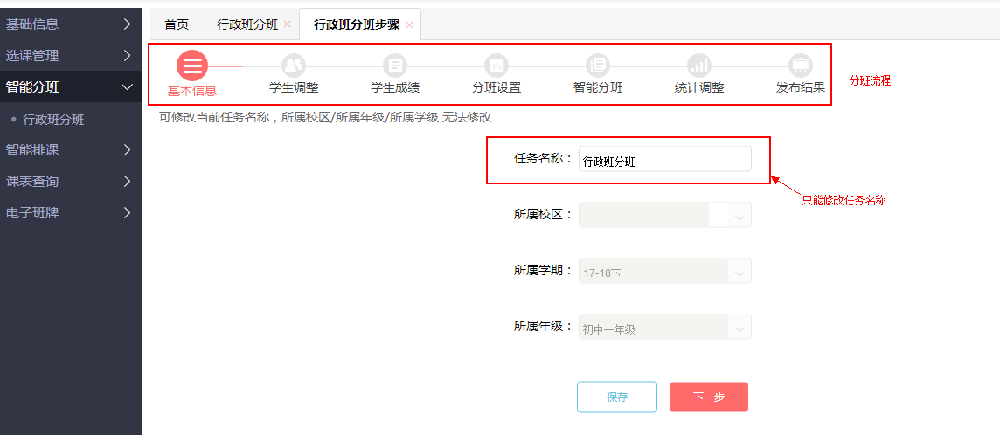 基础信息
选课管理
智能分班
行政班分班
智能排课
课表查询
电子班牌
首页 行政班分班 × 行政班分班步骤 ×
基本信息 学生调整 学生成绩 分班设置 智能分班 统计调整 发布结果
分班流程
可修改当前任务名称，所属校区/所属年级/所属学级 无法修改
任务名称： 行政班分班
只能修改任务名称
所属校区：
所属学期： 17-18下
所属年级： 初中一年级
保存 下一步